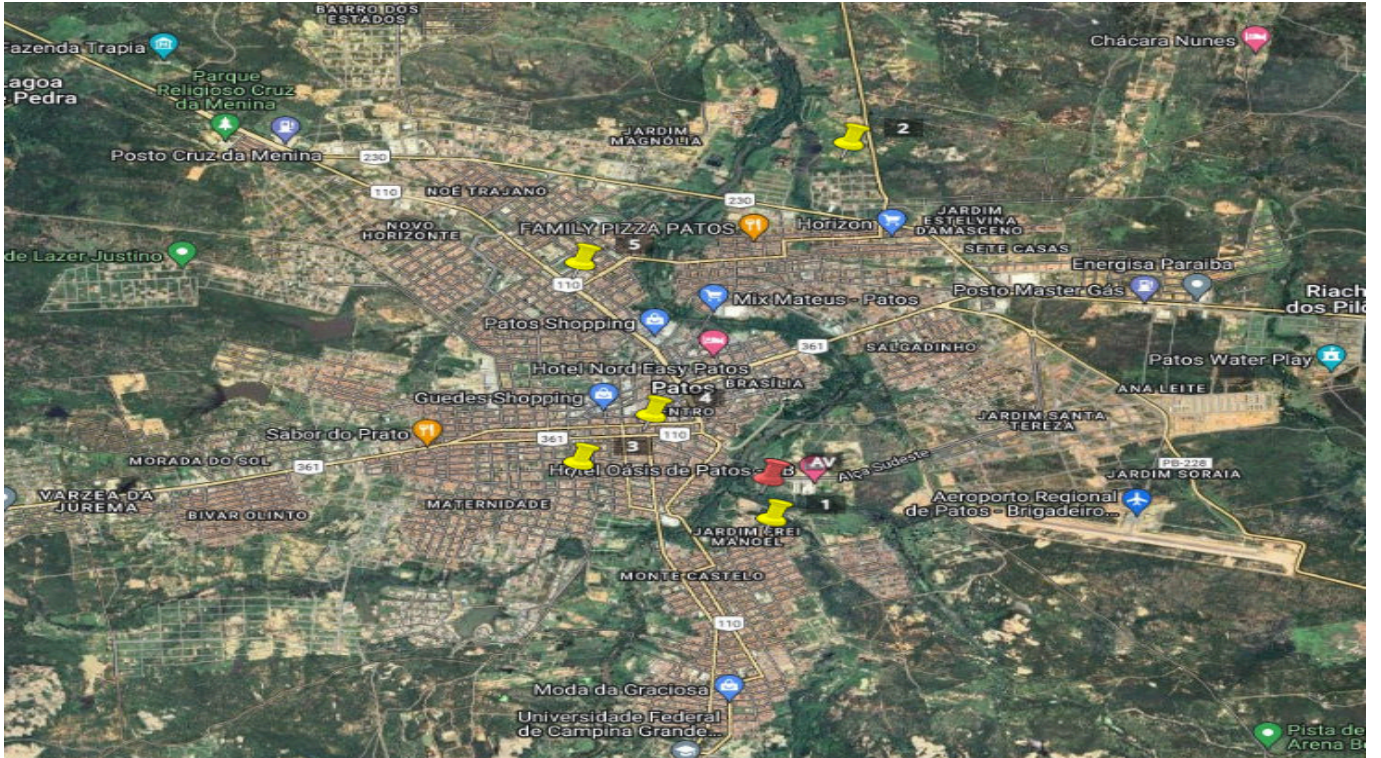 BAIRRO DOS
ESTADOS
Fazenda Trapia
Chácara Nunes
Lagoa
Pedra
Parque
Religioso Cruz
da Menina
2
JARDIM
MAGNÓLIA
Posto Cruz da Menina
230
110
NOÉ TRAJANO
230
NOVO
HORIZONTE
FAMILY PIZZA PATOS
Horizon
JARDIM
ESTELVINA
DAMASCENO
5
SETE CASAS
de Lazer Justino
Energisa Paraiba
110
Posto Master Gás
Mix Mateus - Patos
Riach
dos Pilõ
Patos Shopping
361
SALGADINHO
Patos Water Play
Hotel Nord Easy Patos
Patos
BRASÍLIA
ANA LEITE
Guedes Shopping
4
ENTRO
JARDIM SANTA
TEREZA
Sabor do Prato
361
110
3
MORADA DO SOL
361
Hotel Oasis de Patos -
B
AV
Alça Sudeste
PB-228
JARDIM SORAIA
VARZEA DA
JUREMA
MATERNIDADE
BIVAR OLINTO
1
Aeroporto Regional
de Patos - Brigadeiro...
JARDIM FREI
MANOEL
MONTE CASTELO
110
Moda da Graciosa
Universidade Federal
de Campina Grande...
Pista de
Arena B